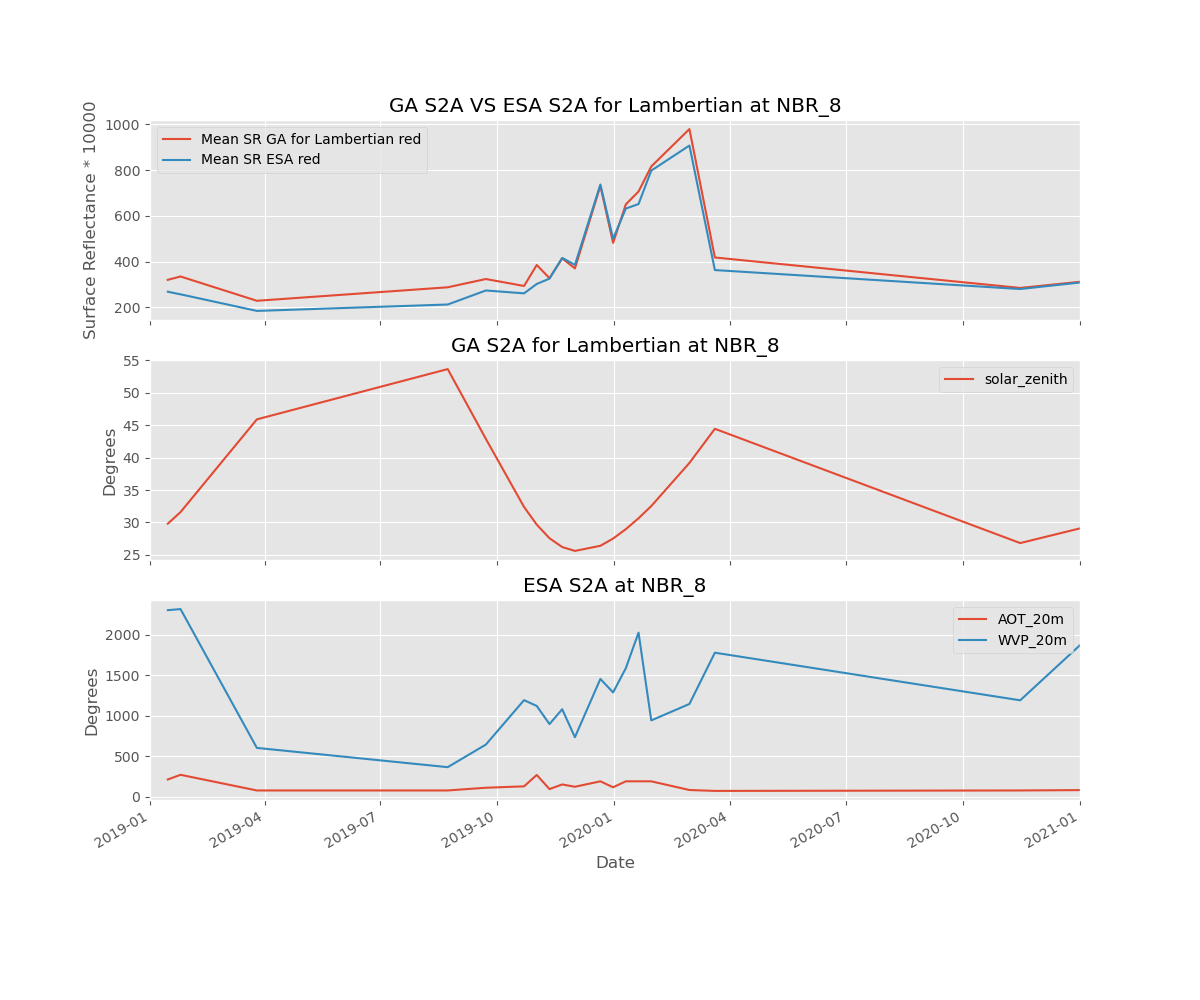 GA S2A VS ESA S2A for Lambertian at NBR_8
Surface Reflectance * 10000
1000
800
600
400
200
Mean SR GA for Lambertian red
Mean SR ESA red
GA S2A for Lambertian at NBR_8
Degrees
55
50
45
40
35
30
25
solar_zenith
ESA S2A at NBR_8
Degrees
2000
1500
1000
500
0
AOT_20m
WVP_20m
2019-01
2019-04
2019-07
2019-10
2020-01
2020-04
2020-07
2020-10
2021-01
Date